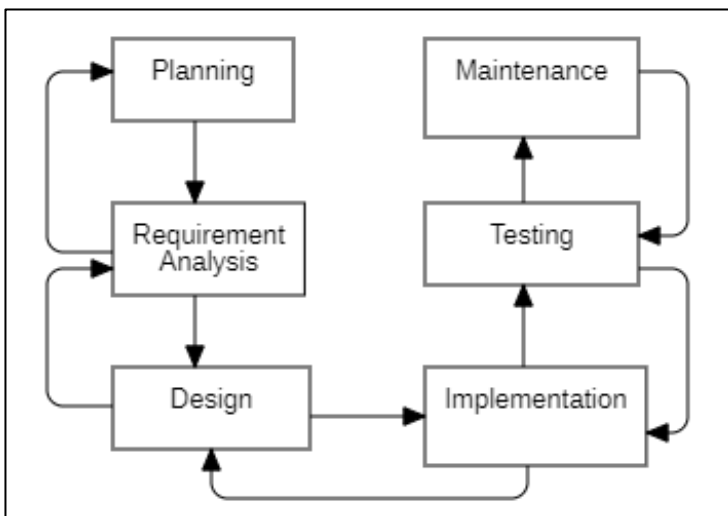 Planning
Requirement
Analysis
Design
Implementation
Testing
Maintenance